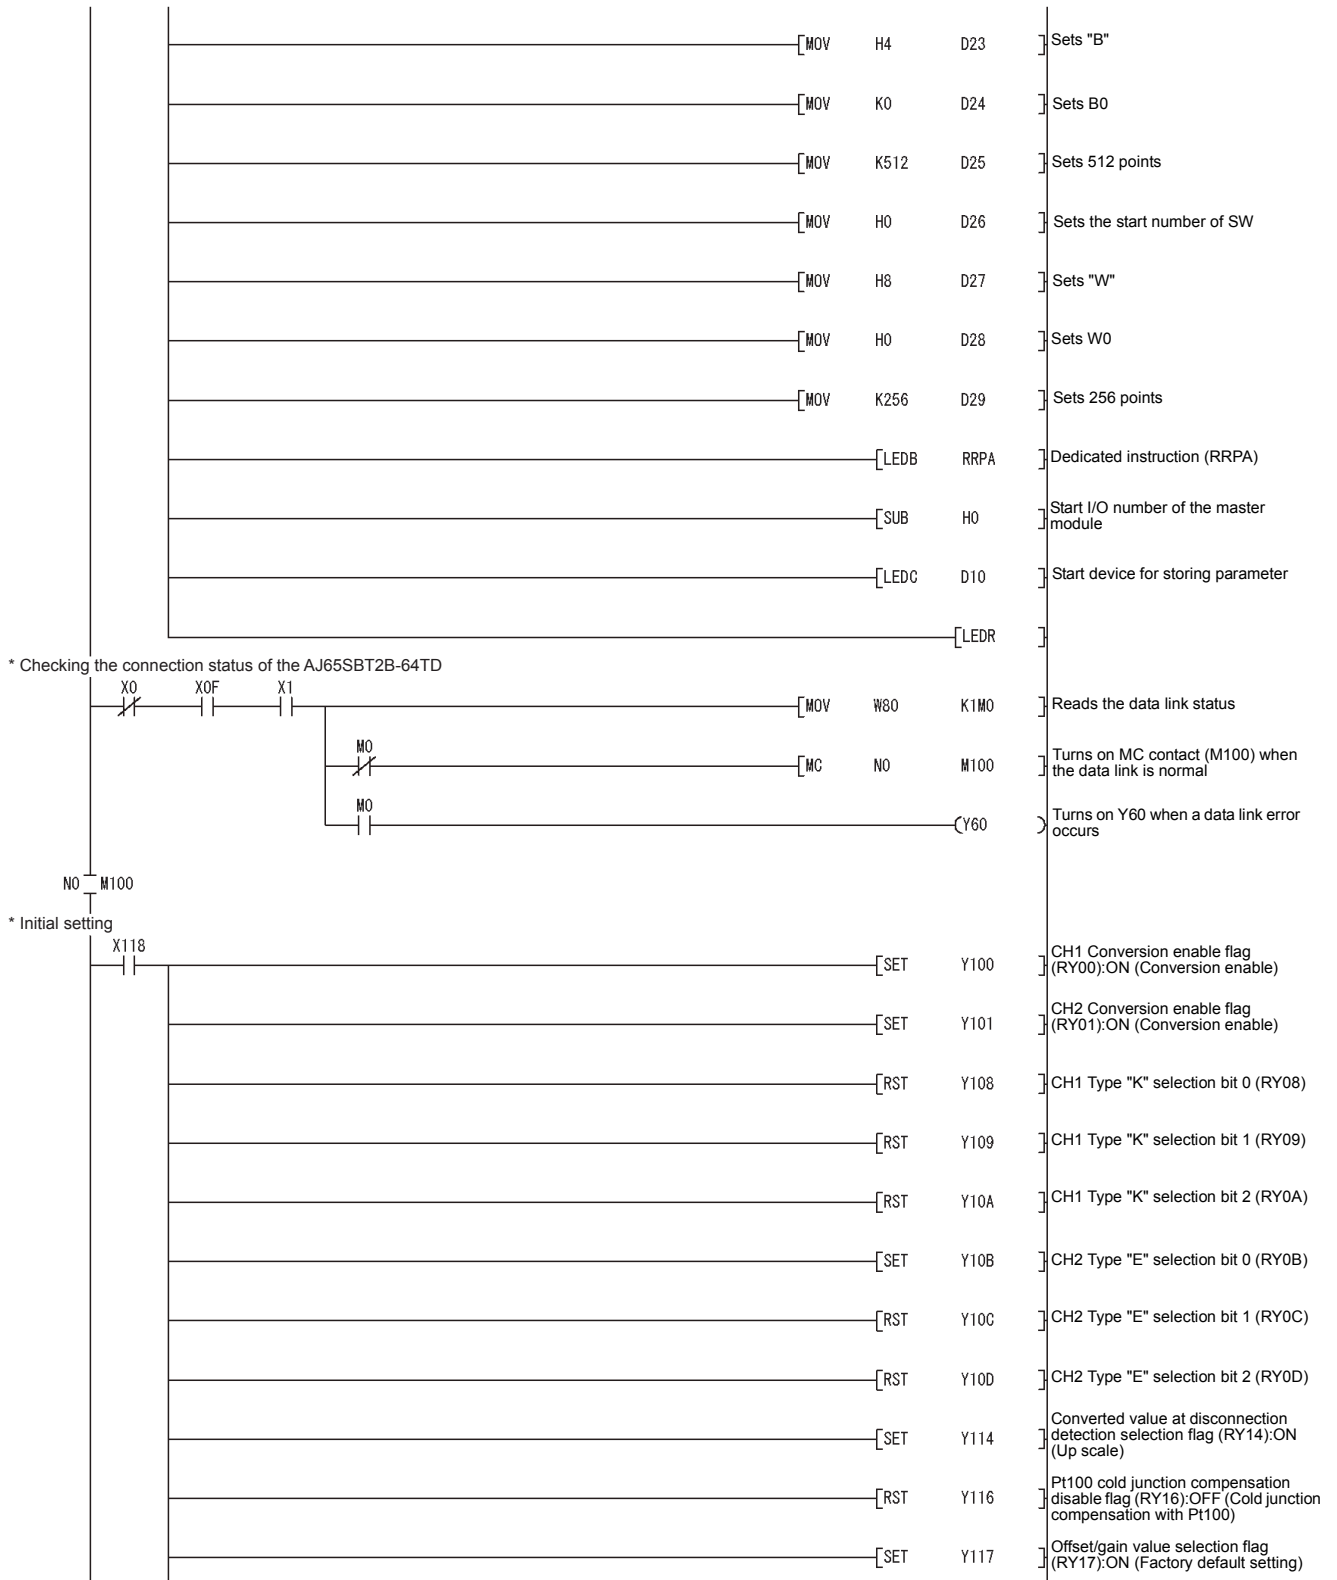 [MOV H4 D23 ] Sets "B"
[MOV K0 D24 ] Sets B0
[MOV K512 D25 ] Sets 512 points
[MOV H0 D26 ] Sets the start number of SW
[MOV H8 D27 ] Sets "W"
[MOV H0 D28 ] Sets W0
[MOV K256 D29 ] Sets 256 points
[LEDB RRPA ] Dedicated instruction (RRPA)
[SUB H0 ] Start I/O number of the master
module
[LEDC D10 ] Start device for storing parameter
[LEDR ]
* Checking the connection status of the AJ65SBT2B-64TD
X0 X0F X1
[MOV W80 K1M0 ] Reads the data link status
M0
[MC N0 M100 ] Turns on MC contact (M100) when
the data link is normal
M0
(Y60 ) Turns on Y60 when a data link error
occurs
N0 M100
* Initial setting
X118
[SET Y100 ] CH1 Conversion enable flag
(RY00):ON (Conversion enable)
[SET Y101 ] CH2 Conversion enable flag
(RY01):ON (Conversion enable)
[RST Y108 ] CH1 Type "K" selection bit 0 (RY08)
[RST Y109 ] CH1 Type "K" selection bit 1 (RY09)
[RST Y10A ] CH1 Type "K" selection bit 2 (RY0A)
[SET Y10B ] CH2 Type "E" selection bit 0 (RY0B)
[RST Y10C ] CH2 Type "E" selection bit 1 (RY0C)
[RST Y10D ] CH2 Type "E" selection bit 2 (RY0D)
[SET Y114 ] Converted value at disconnection
detection selection flag (RY14):ON
(Up scale)
[RST Y116 ] Pt100 cold junction compensation
disable flag (RY16):OFF (Cold junction
compensation with Pt100)
[SET Y117 ] Offset/gain value selection flag
(RY17):ON (Factory default setting)